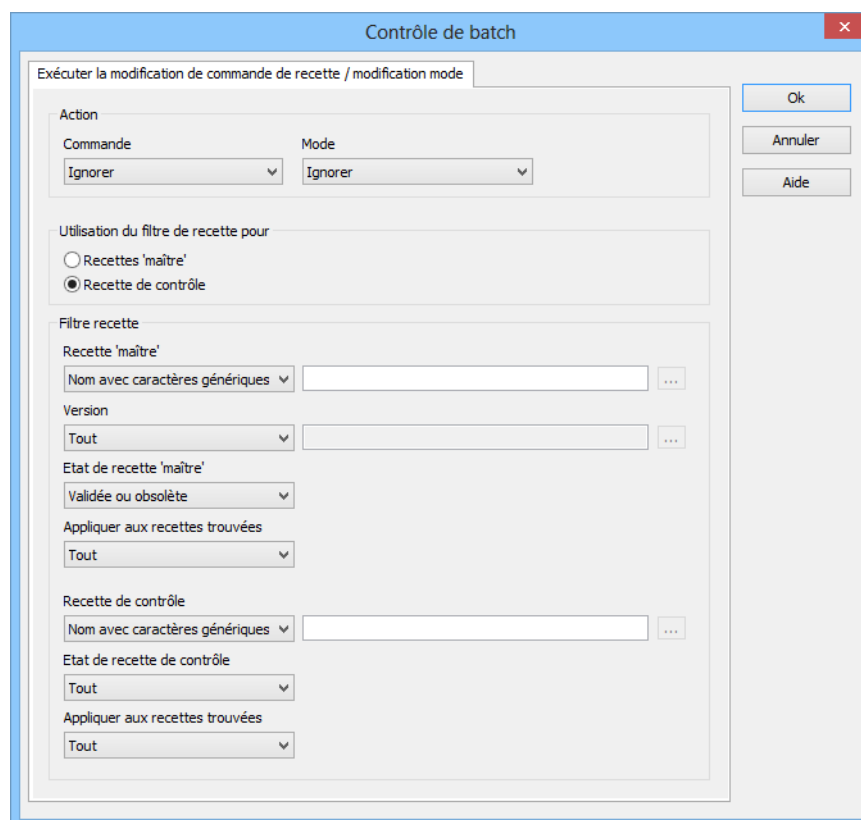 Contrôle de batch
Exécuter la modification de commande de recette / modification mode
Ok
Annuler
Aide
Action
Commande Mode
Ignorer Ignorer
Utilisation du filtre de recette pour
Recettes 'maître'
Recette de contrôle
Filtre recette
Recette 'maître'
Nom avec caractères génériques ...
Version
Tout ...
Etat de recette 'maître'
Validée ou obsolète
Appliquer aux recettes trouvées
Tout
Recette de contrôle
Nom avec caractères génériques ...
Etat de recette de contrôle
Tout
Appliquer aux recettes trouvées
Tout